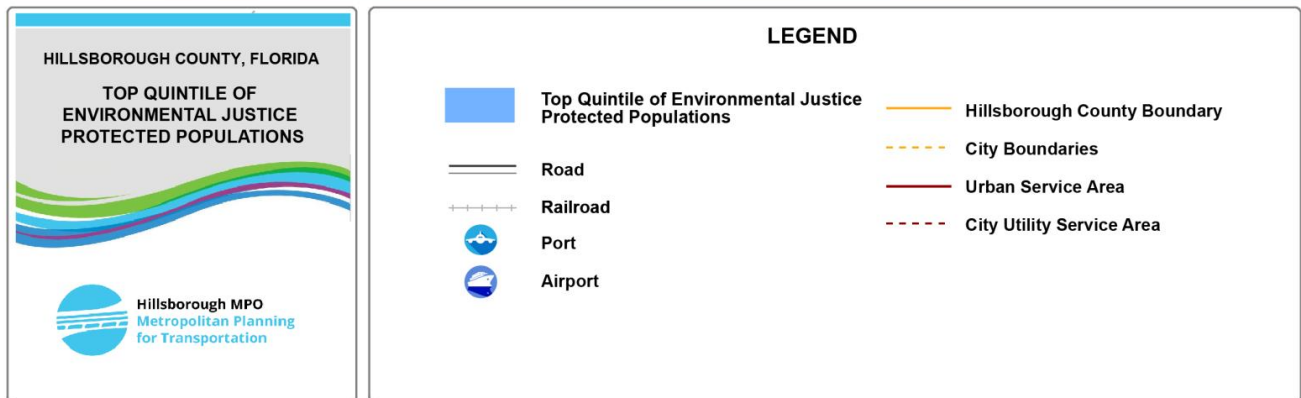 HILLSBOROUGH COUNTY, FLORIDA
TOP QUINTILE OF
ENVIRONMENTAL JUSTICE
PROTECTED POPULATIONS
Hillsborough MPO
Metropolitan Planning
for Transportation
LEGEND
Top Quintile of Environmental Justice
Protected Populations
Road
Railroad
Port
Airport
Hillsborough County Boundary
City Boundaries
Urban Service Area
City Utility Service Area